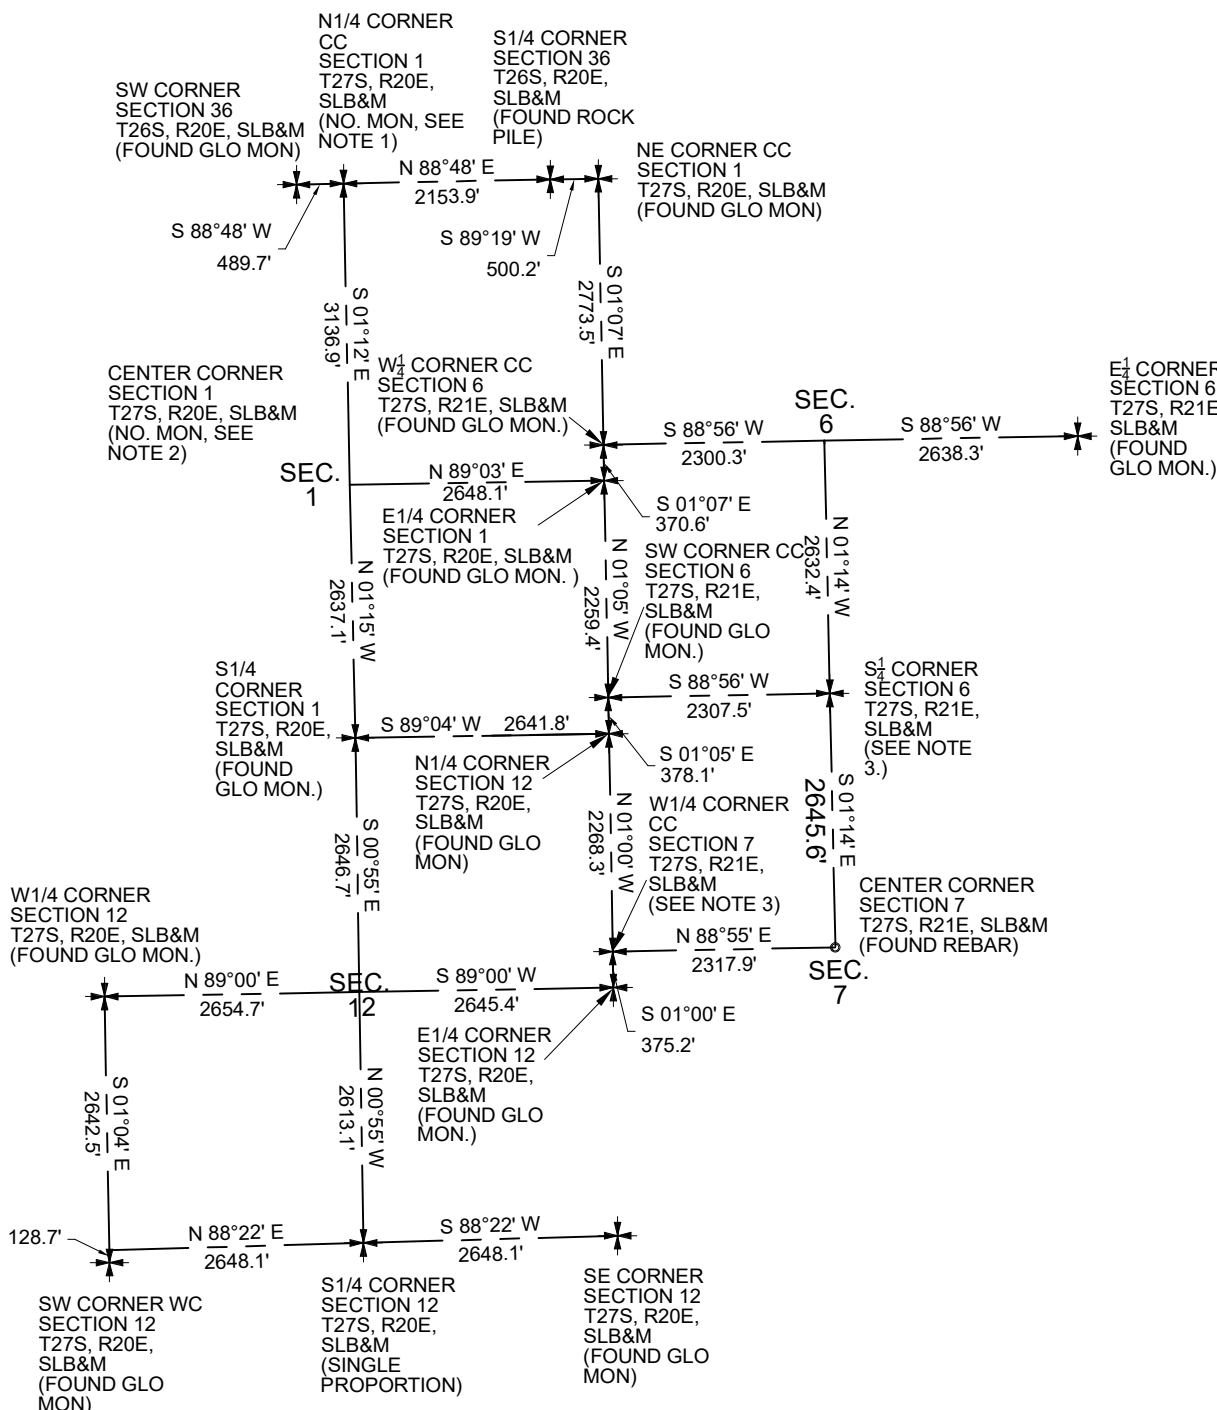 N1/4 CORNER
CC
SECTION 1
T27S, R20E,
SLB&M
(NO. MON, SEE
NOTE 1)
S1/4 CORNER
SECTION 36
T26S, R20E,
SLB&M
(FOUND ROCK
PILE)
SW CORNER
SECTION 36
T26S, R20E, SLB&M
(FOUND GLO MON)
NE CORNER CC
SECTION 1
T27S, R20E, SLB&M
(FOUND GLO MON)
N 88°48' E
2153.9'
S 88°48' W
489.7'
S 89°19' W
500.2'
S 01°12' E
3136.9'
S 01°07' E
2773.5'
CENTER CORNER
SECTION 1
T27S, R20E, SLB&M
(NO. MON, SEE
NOTE 2)
W1/4 CORNER CC
SECTION 6
T27S, R21E, SLB&M
(FOUND GLO MON.)
SEC.
6
E1/4 CORNER
SECTION 6
T27S, R21E
SLB&M
(FOUND
GLO MON.)
S 88°56' W
2300.3'
S 88°56' W
2638.3'
SEC.
1
N 89°03' E
2648.1'
S 01°07' E
370.6'
E1/4 CORNER
SECTION 1
T27S, R20E, SLB&M
(FOUND GLO MON. )
N 01°05' W
2259.4'
SW CORNER CC
SECTION 6
T27S, R21E,
SLB&M
(FOUND GLO
MON.)
N 01°14' W
2632.4'
N 01°15' W
2637.1'
S1/4
CORNER
SECTION 1
T27S, R20E,
SLB&M
(FOUND
GLO MON.)
S1/4 CORNER
SECTION 6
T27S, R21E,
SLB&M
(SEE NOTE
3.)
S 88°56' W
2307.5'
S 89°04' W 2641.8'
S 01°05' E
378.1'
N1/4 CORNER
SECTION 12
T27S, R20E,
SLB&M
(FOUND GLO
MON)
N 01°00' W
2268.3'
W1/4 CORNER
CC
SECTION 7
T27S, R21E,
SLB&M
(SEE NOTE 3)
S 01°14' E
2645.6'
S 00°55' E
2646.7'
CENTER CORNER
SECTION 7
T27S, R21E, SLB&M
(FOUND REBAR)
W1/4 CORNER
SECTION 12
T27S, R20E, SLB&M
(FOUND GLO MON.)
N 88°55' E
2317.9'
SEC.
7
N 89°00' E
2654.7'
SEC.
12
S 89°00' W
2645.4'
S 01°00' E
375.2'
E1/4 CORNER
SECTION 12
T27S, R20E,
SLB&M
(FOUND GLO
MON.)
S 01°04' E
2642.5'
N 00°55' W
2613.1'
128.7'
N 88°22' E
2648.1'
S 88°22' W
2648.1'
SW CORNER WC
SECTION 12
T27S, R20E,
SLB&M
(FOUND GLO
MON)
S1/4 CORNER
SECTION 12
T27S, R20E,
SLB&M
(SINGLE
PROPORTION)
SE CORNER
SECTION 12
T27S, R20E,
SLB&M
(FOUND GLO
MON)